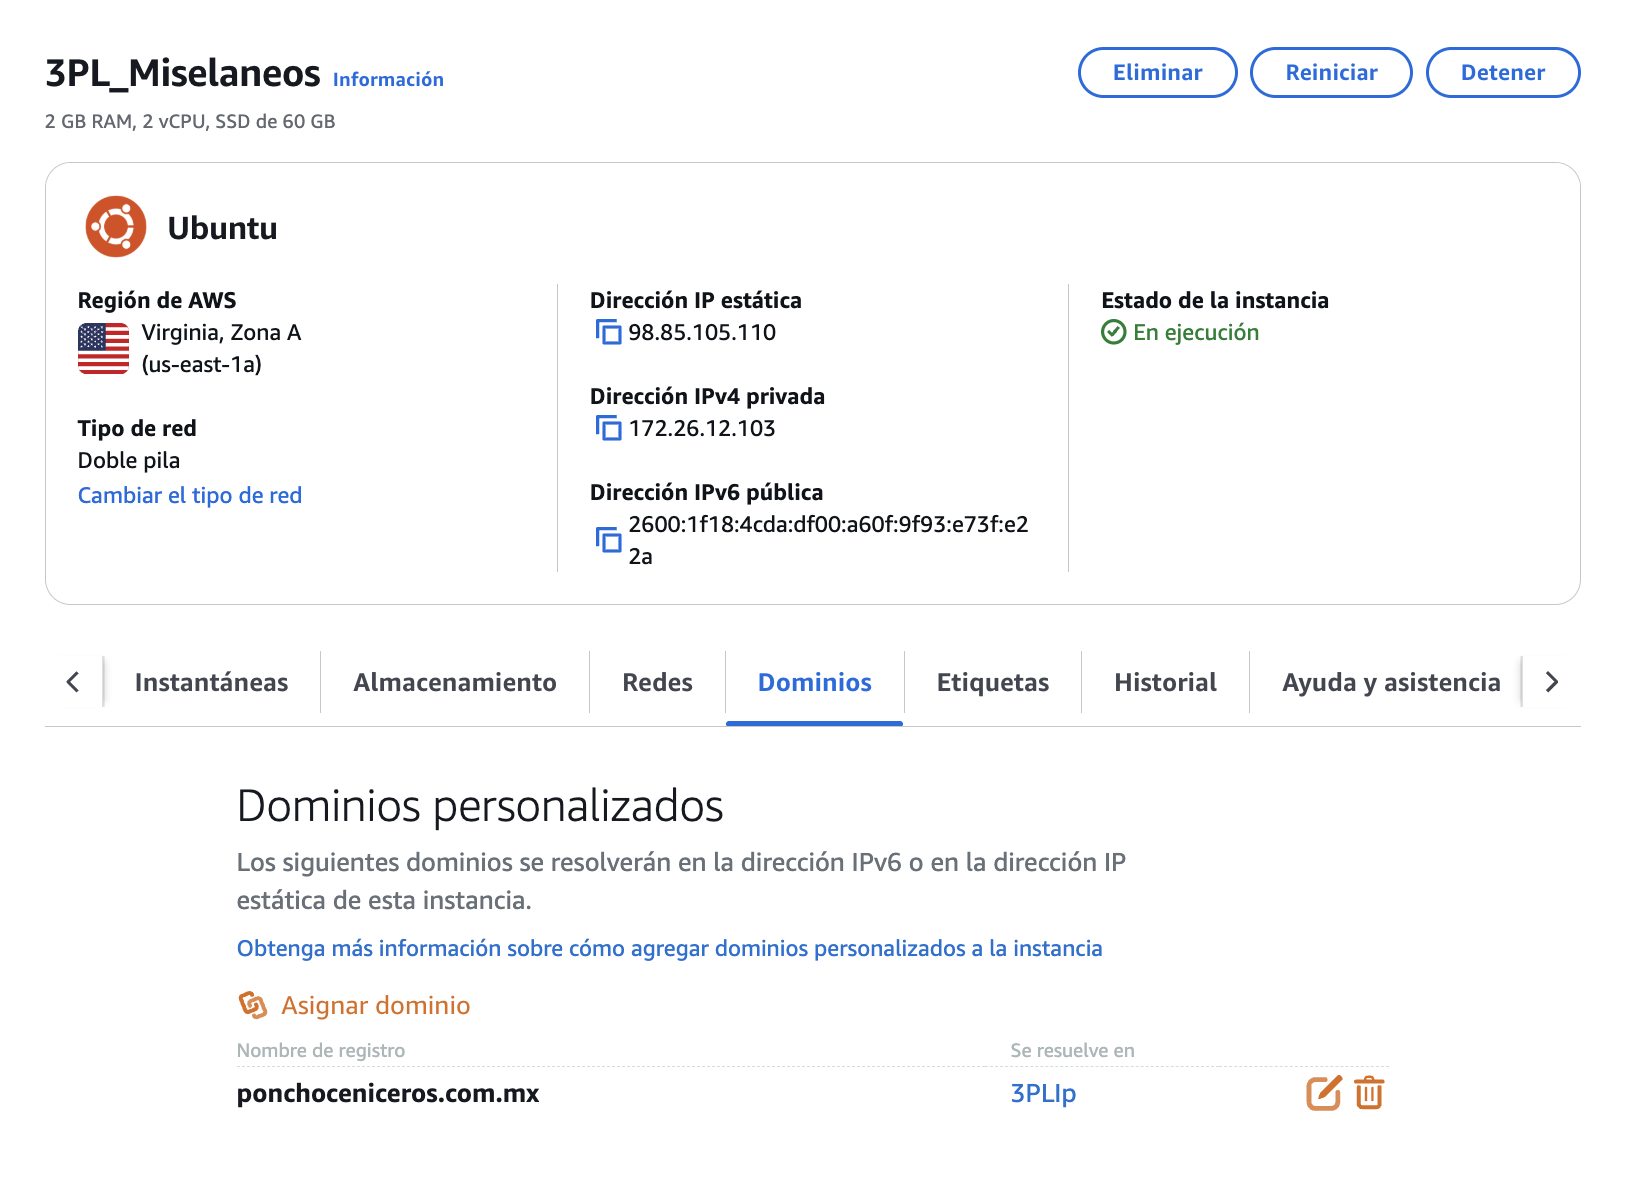 3PL_Miselaneos Información
Eliminar
Reiniciar
Detener
2 GB RAM, 2 vCPU, SSD de 60 GB
Ubuntu
Región de AWS
Virginia, Zona A
(us-east-1a)
Tipo de red
Doble pila
Cambiar el tipo de red
Dirección IP estática
98.85.105.110
Dirección IPv4 privada
172.26.12.103
Dirección IPv6 pública
2600:1f18:4cda:df00:a60f:9f93:e73f:e2
2a
Estado de la instancia
En ejecución
Instantáneas
Almacenamiento
Redes
Dominios
Etiquetas
Historial
Ayuda y asistencia
Dominios personalizados
Los siguientes dominios se resolverán en la dirección IPv6 o en la dirección IP
estática de esta instancia.
Obtenga más información sobre cómo agregar dominios personalizados a la instancia
Asignar dominio
Nombre de registro
Se resuelve en
ponchoceniceros.com.mx
3PLIp